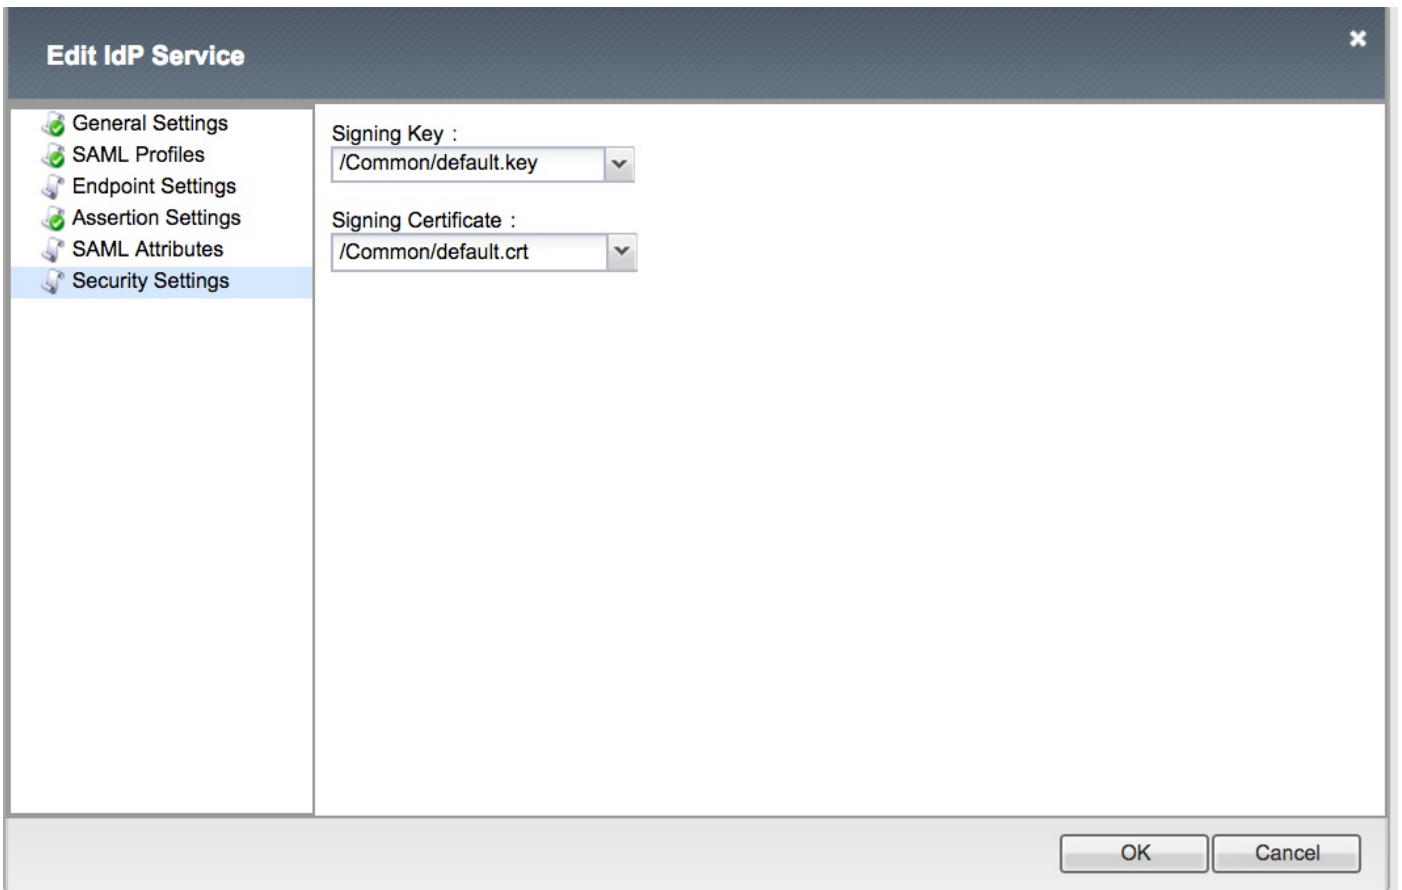 Edit IdP Service
General Settings
SAML Profiles
Endpoint Settings
Assertion Settings
SAML Attributes
Security Settings
Signing Key :
/Common/default.key
Signing Certificate :
/Common/default.crt
OK
Cancel